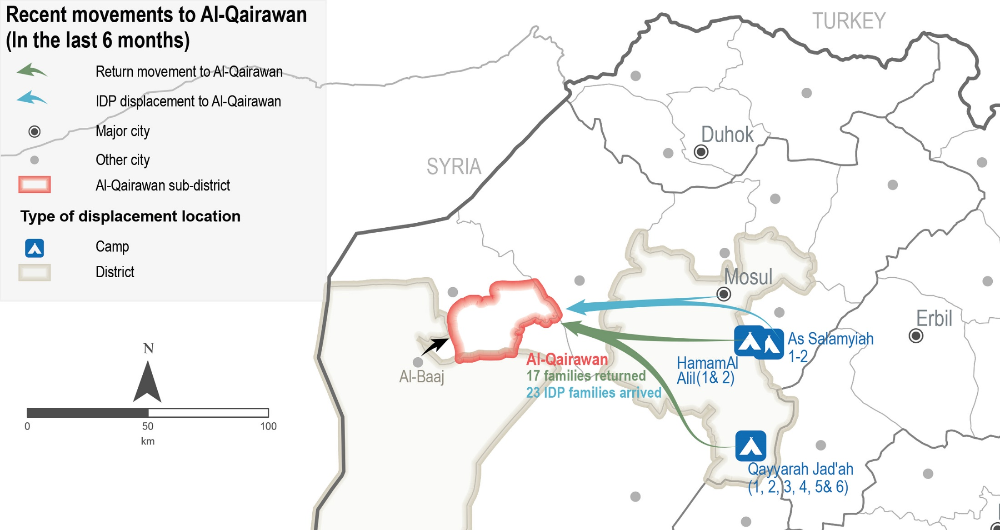 Recent movements to Al-Qairawan
(In the last 6 months)
Return movement to Al-Qairawan
IDP displacement to Al-Qairawan
Major city
Other city
Al-Qairawan sub-district
Type of displacement location
Camp
District
N
0
50
100
km
TURKEY
SYRIA
Duhok
Mosul
Erbil
As Salamyiah
1-2
HamamAl
Alil(1& 2)
Al-Baaj
Al-Qairawan
17 families returned
23 IDP families arrived
Qayyarah Jad'ah
(1, 2, 3, 4, 5& 6)